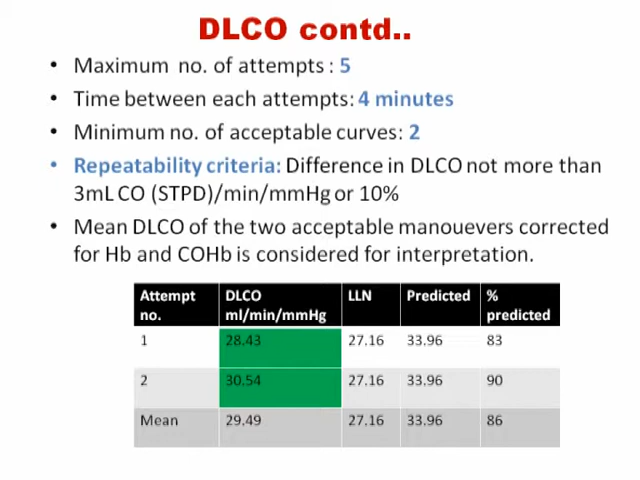 DLCO contd..
• Maximum no. of attempts : 5
• Time between each attempts: 4 minutes
• Minimum no. of acceptable curves: 2
• Repeatability criteria: Difference in DLCO not more than
3mL CO (STPD)/min/mmHg or 10%
• Mean DLCO of the two acceptable manouevers corrected
for Hb and COHb is considered for interpretation.
Attempt DLCO LLN Predicted %
no. ml/min/mmHg predicted
1 28.43 27.16 33.96 83
2 30.54 27.16 33.96 90
Mean 29.49 27.16 33.96 86